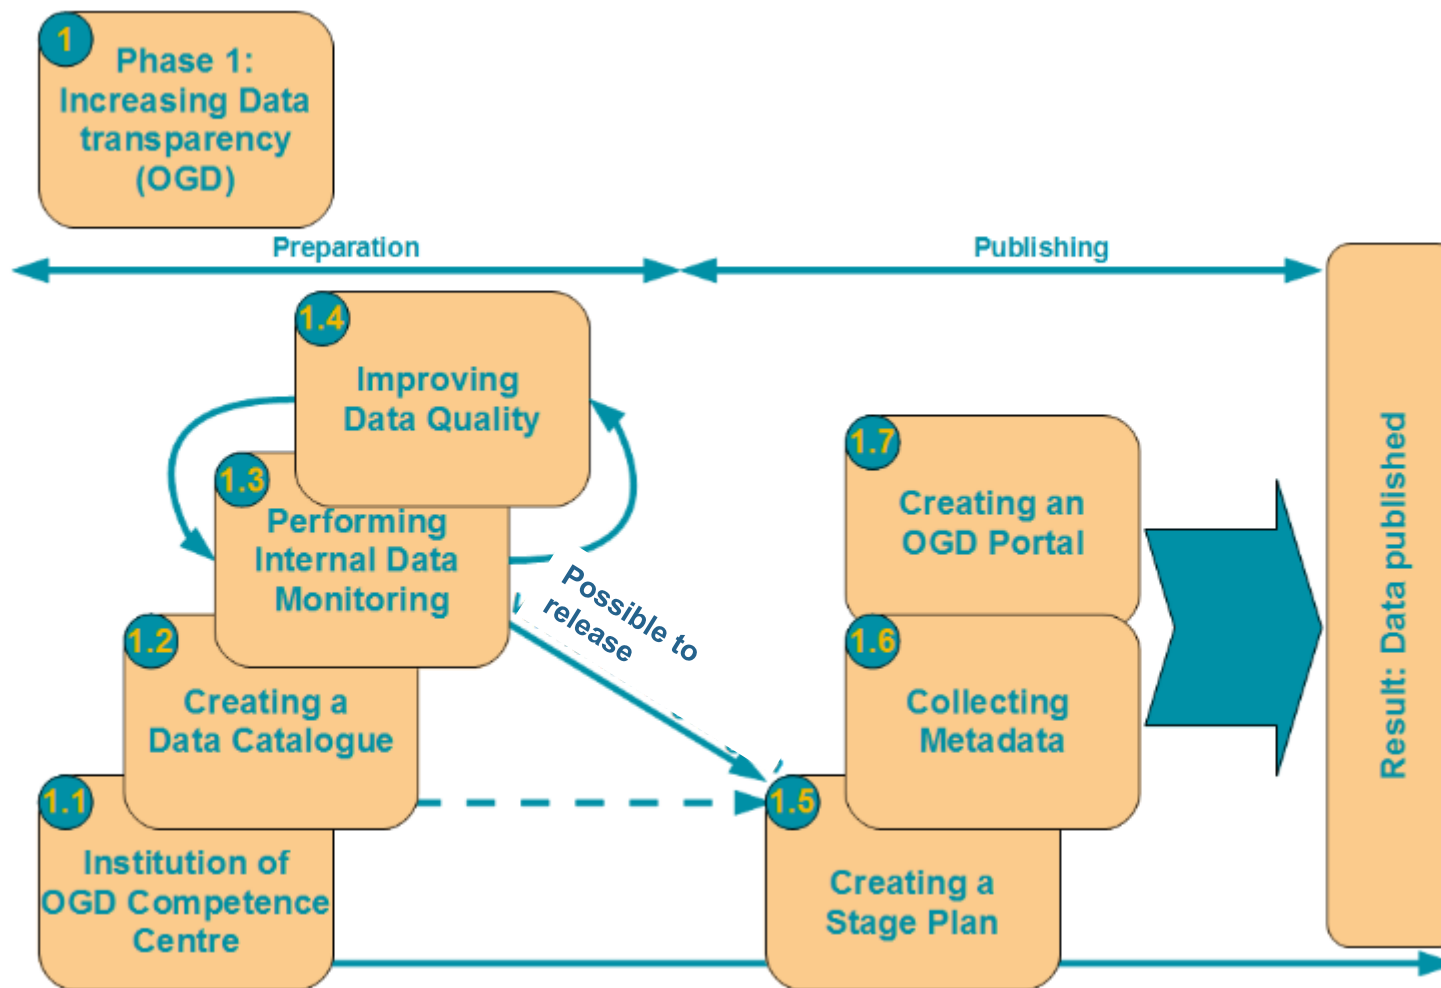 1
Phase 1:
Increasing Data
transparency
(OGD)
Preparation
Publishing
1.4
Improving
Data Quality
1.3
Performing
Internal Data
Monitoring
Possible to
release
1.2
Creating a
Data Catalogue
1.1
Institution of
OGD Competence
Centre
1.7
Creating an
OGD Portal
1.6
Collecting
Metadata
1.5
Creating a
Stage Plan
Result: Data published